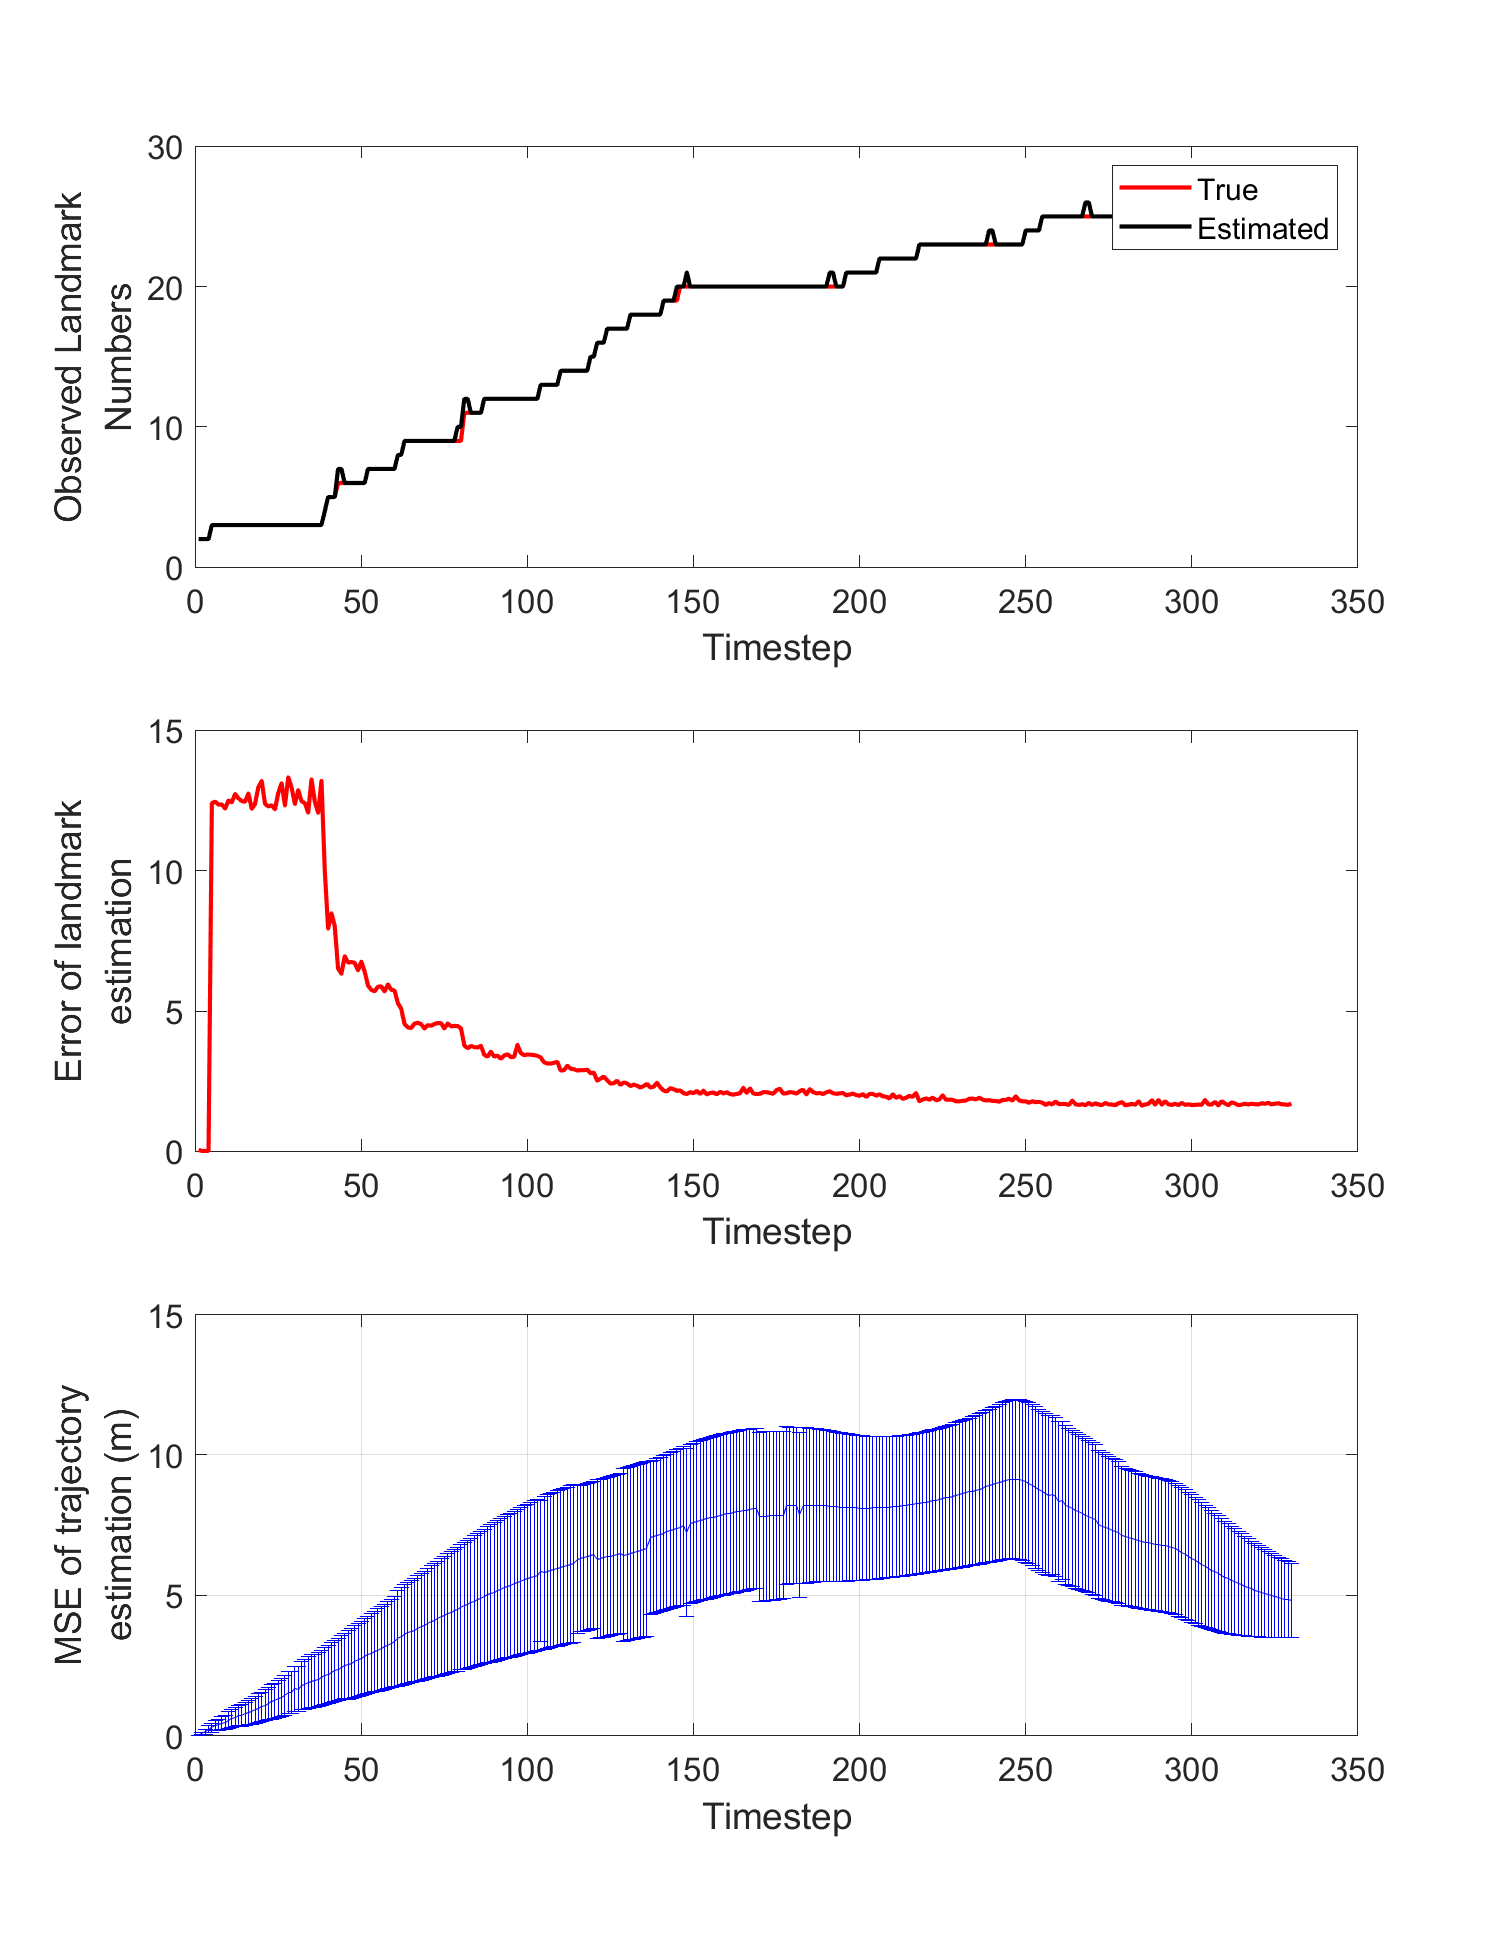 30
20
10
0
Observed Landmark
Numbers
True
Estimated
0 50 100 150 200 250 300 350
Timestep
15
10
5
0
Error of landmark
estimation
0 50 100 150 200 250 300 350
Timestep
15
10
5
0
MSE of trajectory
estimation (m)
0 50 100 150 200 250 300 350
Timestep